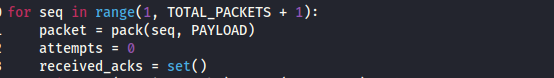 for seq in range(1, TOTAL_PACKETS + 1):
    packet = pack(seq, PAYLOAD)
    attempts = 0
    received_acks = set()